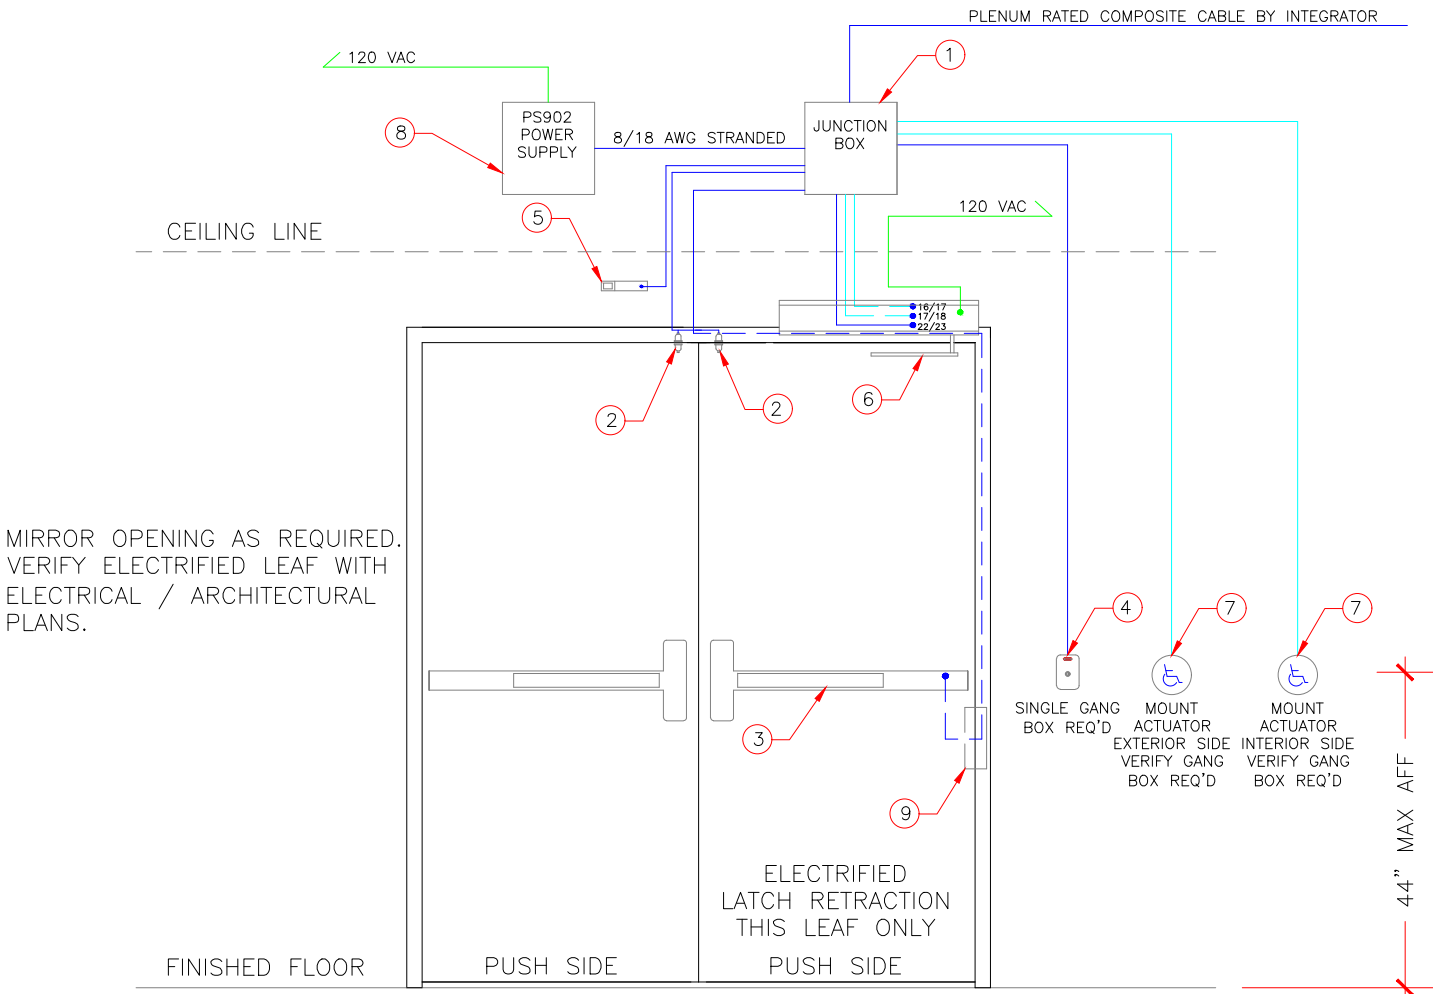 PLENUM RATED COMPOSITE CABLE BY INTEGRATOR
120 VAC
1
PS902
POWER
SUPPLY
8
8/18 AWG STRANDED
JUNCTION
BOX
5
120 VAC
CEILING LINE
16/17
17/18
22/23
2
2
6
MIRROR OPENING AS REQUIRED.
VERIFY ELECTRIFIED LEAF WITH
ELECTRICAL / ARCHITECTURAL
PLANS.
4
7
7
3
9
SINGLE GANG
BOX REQ'D
MOUNT
ACTUATOR
EXTERIOR SIDE
VERIFY GANG
BOX REQ'D
MOUNT
ACTUATOR
INTERIOR SIDE
VERIFY GANG
BOX REQ'D
44" MAX AFF
ELECTRIFIED
LATCH RETRACTION
THIS LEAF ONLY
FINISHED FLOOR
PUSH SIDE
PUSH SIDE